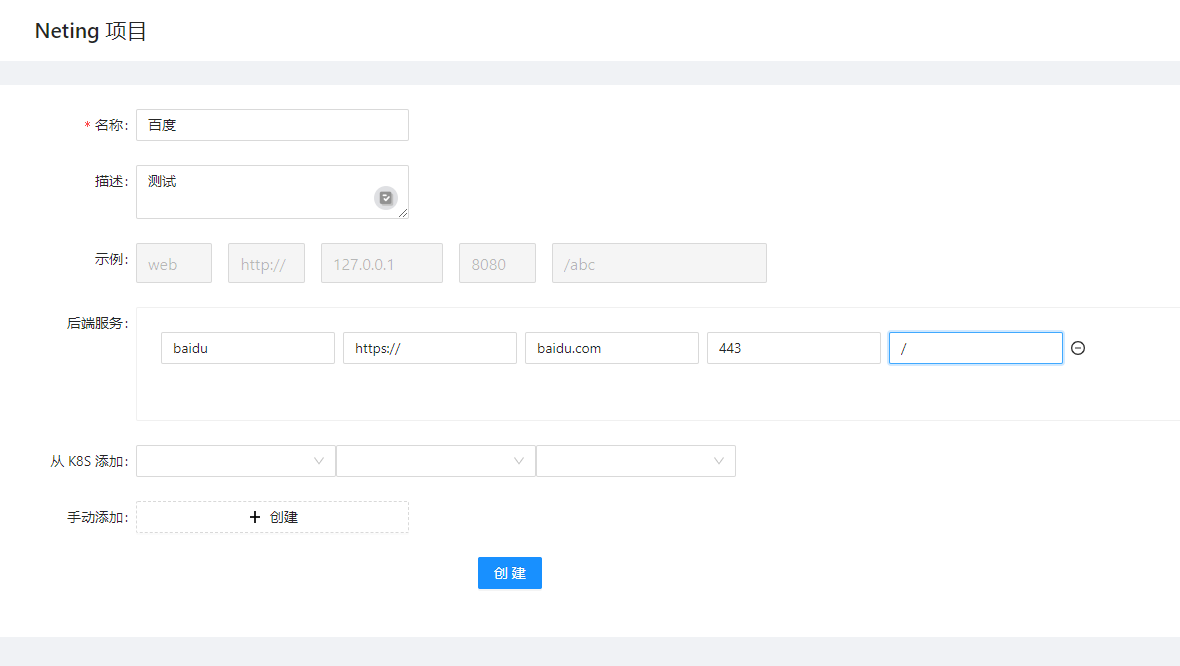 Neting 项目
* 名称: 百度
描述: 测试
示例: web http:// 127.0.0.1 8080 /abc
后端服务:
baidu https:// baidu.com 443 /
从 K8S 添加:
手动添加: + 创建
创 建